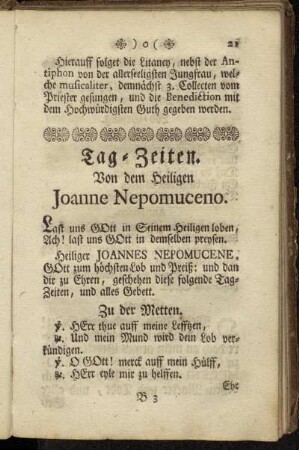 )o( 21
Hierauff folget die Litaney, nebst der An-
tiphon von der allerseeligsten Jungfrau, wel-
che musicaliter, demnächst 3. Collecten vom
Priester gesungen, und die Benediction mit
dem Hochwürdigsten Guth gegeben werden.
Tag-Zeiten.
Von dem Heiligen
Joanne Nepomuceno.
Last uns GOtt in Seinem Heiligen loben,
Ach! last uns GOtt in demselben preysen.
Heiliger JOANNES NEPOMUCENE,
GOtt zum höchsten Lob und Preiß; und dan
dir zu Ehren, geschehen diese folgende Tag-
Zeiten, und alles Gebett.
Zu der Metten.
℣. HErr thue auff meine Lefftzen,
℟. Und mein Mund wird dein Lob ver-
kündigen.
℣. O GOtt! merck auff mein Hülff,
℟. HErr eyle mir zu helffen.
Ehr
B 3